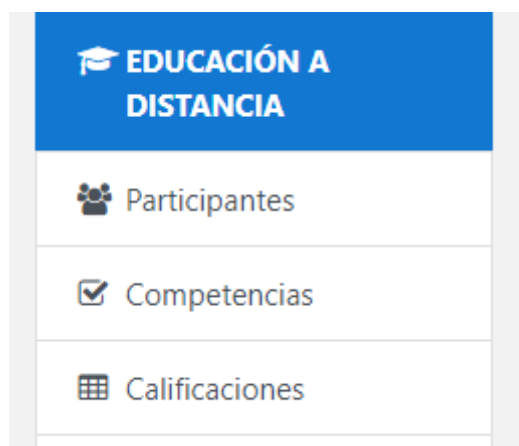 EDUCACIÓN A
DISTANCIA
Participantes
Competencias
Calificaciones